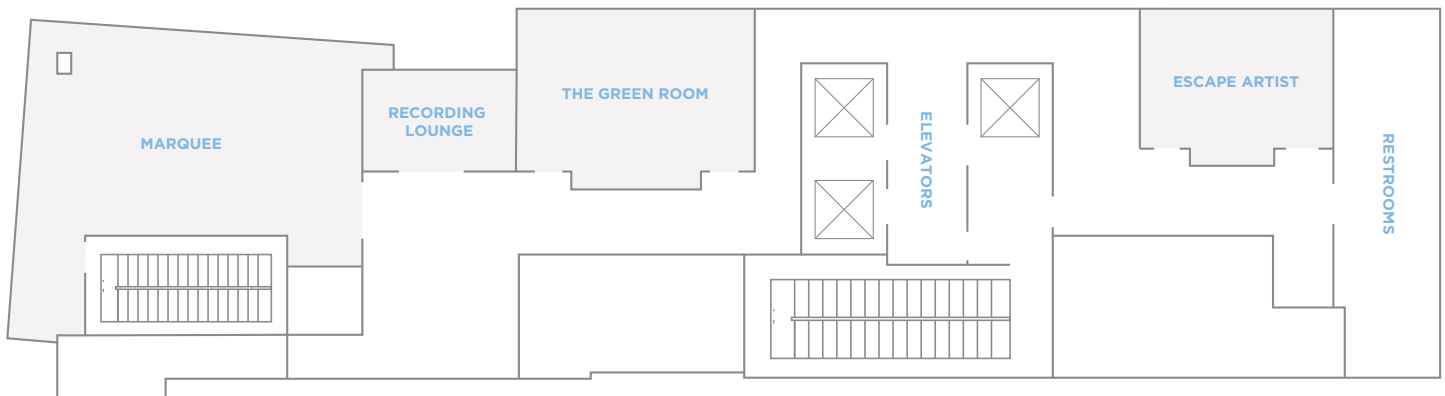 MARQUEE
RECORDING
LOUNGE
THE GREEN ROOM
ELEVATORS
ESCAPE ARTIST
RESTROOMS